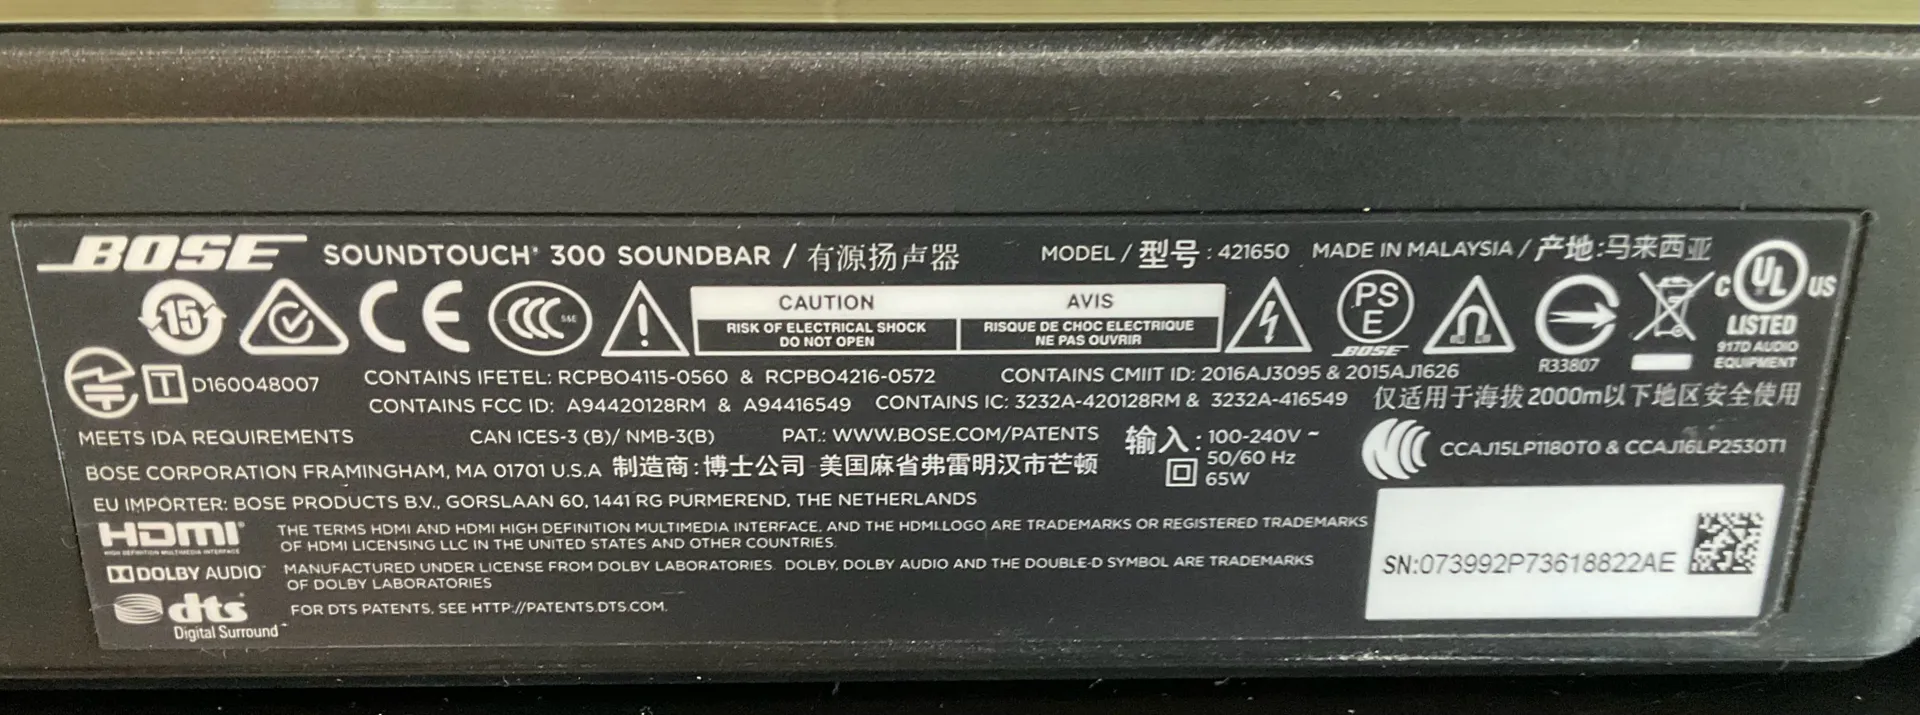 BOSE SOUNDTOUCH® 300 SOUNDBAR / 有源扬声器 MODEL / 型号 : 421650 MADE IN MALAYSIA / 产地:马来西亚
15 CE CCC S&E
CAUTION AVIS
RISK OF ELECTRICAL SHOCK RISQUE DE CHOC ELECTRIQUE
DO NOT OPEN NE PAS OUVRIR
PS E
BOSE
R33807
C UL US
LISTED
917D AUDIO
EQUIPMENT
T D160048007 CONTAINS IFETEL: RCPBO4115-0560 & RCPBO4216-0572 CONTAINS CMIIT ID: 2016AJ3095 & 2015AJ1626
CONTAINS FCC ID: A94420128RM & A94416549 CONTAINS IC: 3232A-420128RM & 3232A-416549 仅适用于海拔2000m以下地区安全使用
MEETS IDA REQUIREMENTS CAN ICES-3 (B)/ NMB-3(B) PAT.: WWW.BOSE.COM/PATENTS 输入 : 100-240V ~
50/60 Hz
65W
CCAJ15LP1180T0 & CCAJ16LP2530T1
BOSE CORPORATION FRAMINGHAM, MA 01701 U.S.A 制造商:博士公司 美国麻省弗雷明汉市芒顿
EU IMPORTER: BOSE PRODUCTS B.V., GORSLAAN 60, 1441 RG PURMEREND, THE NETHERLANDS
HDMI®
HIGH DEFINITION MULTIMEDIA INTERFACE
THE TERMS HDMI AND HDMI HIGH DEFINITION MULTIMEDIA INTERFACE, AND THE HDMI LOGO ARE TRADEMARKS OR REGISTERED TRADEMARKS
OF HDMI LICENSING LLC IN THE UNITED STATES AND OTHER COUNTRIES.
DOLBY AUDIO™ MANUFACTURED UNDER LICENSE FROM DOLBY LABORATORIES. DOLBY, DOLBY AUDIO AND THE DOUBLE-D SYMBOL ARE TRADEMARKS
OF DOLBY LABORATORIES
dts FOR DTS PATENTS, SEE HTTP://PATENTS.DTS.COM.
Digital Surround™
SN:073992P73618822AE